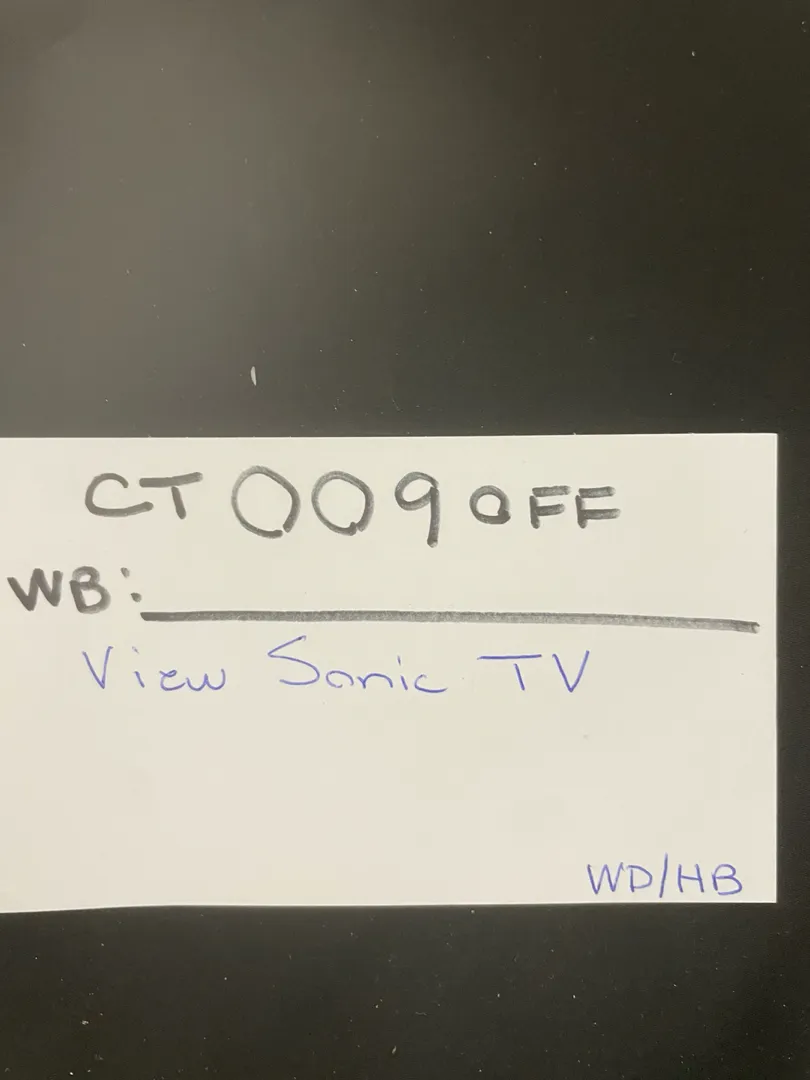 CT009OFF
WB:
View Sonic TV
WD/HB